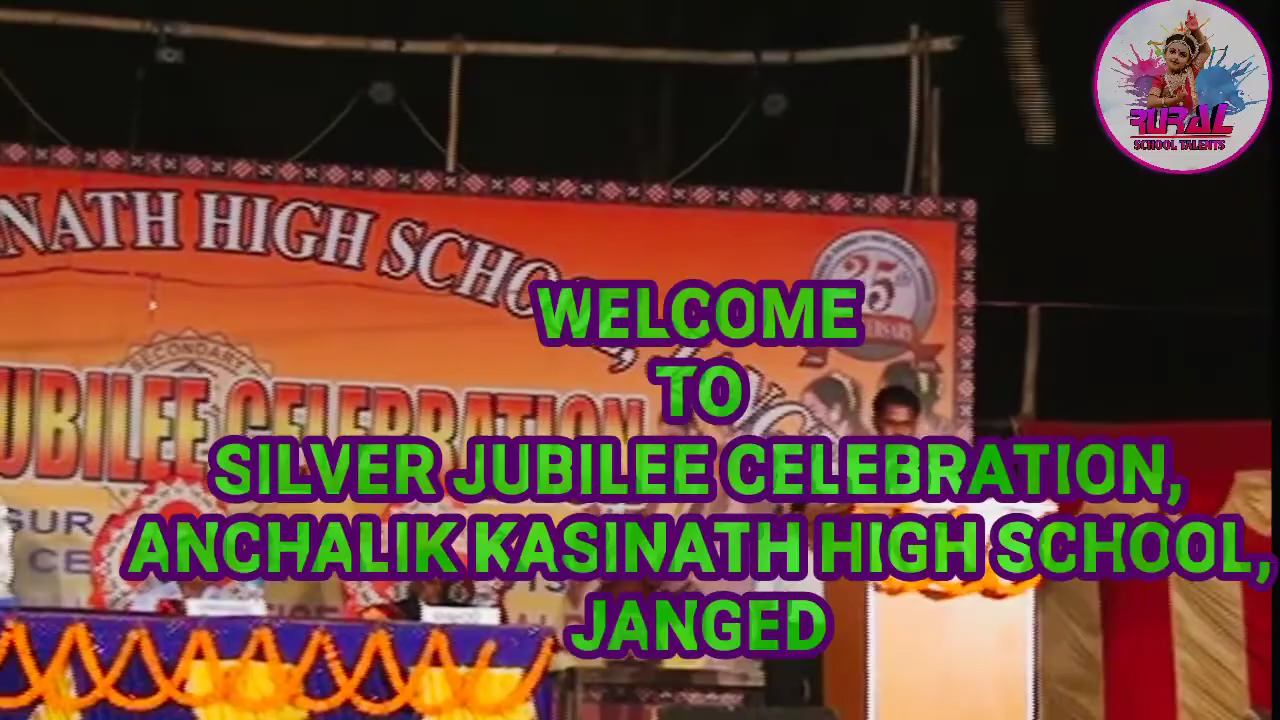 RURAL
SCHOOL TALENTS
NATH HIGH SCHO
25
SECONDARY
JUBILEE CELEBRATION
WELCOME
TO
SILVER JUBILEE CELEBRATION,
ANCHALIK KASINATH HIGH SCHOOL,
JANGED